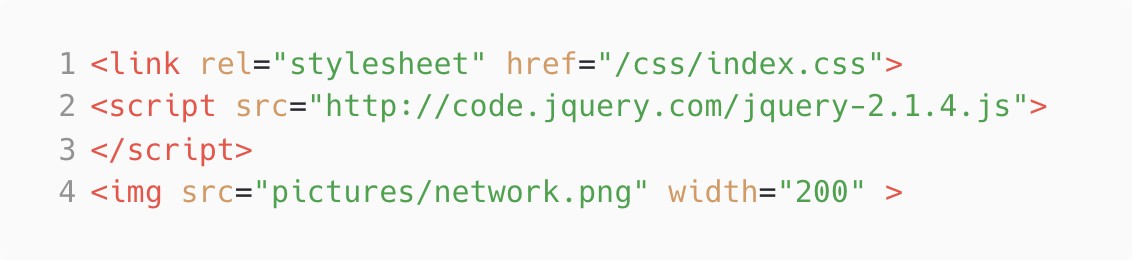 1 <link rel="stylesheet" href="/css/index.css">
2 <script src="http://code.jquery.com/jquery-2.1.4.js">
3 </script>
4 <img src="pictures/network.png" width="200" >